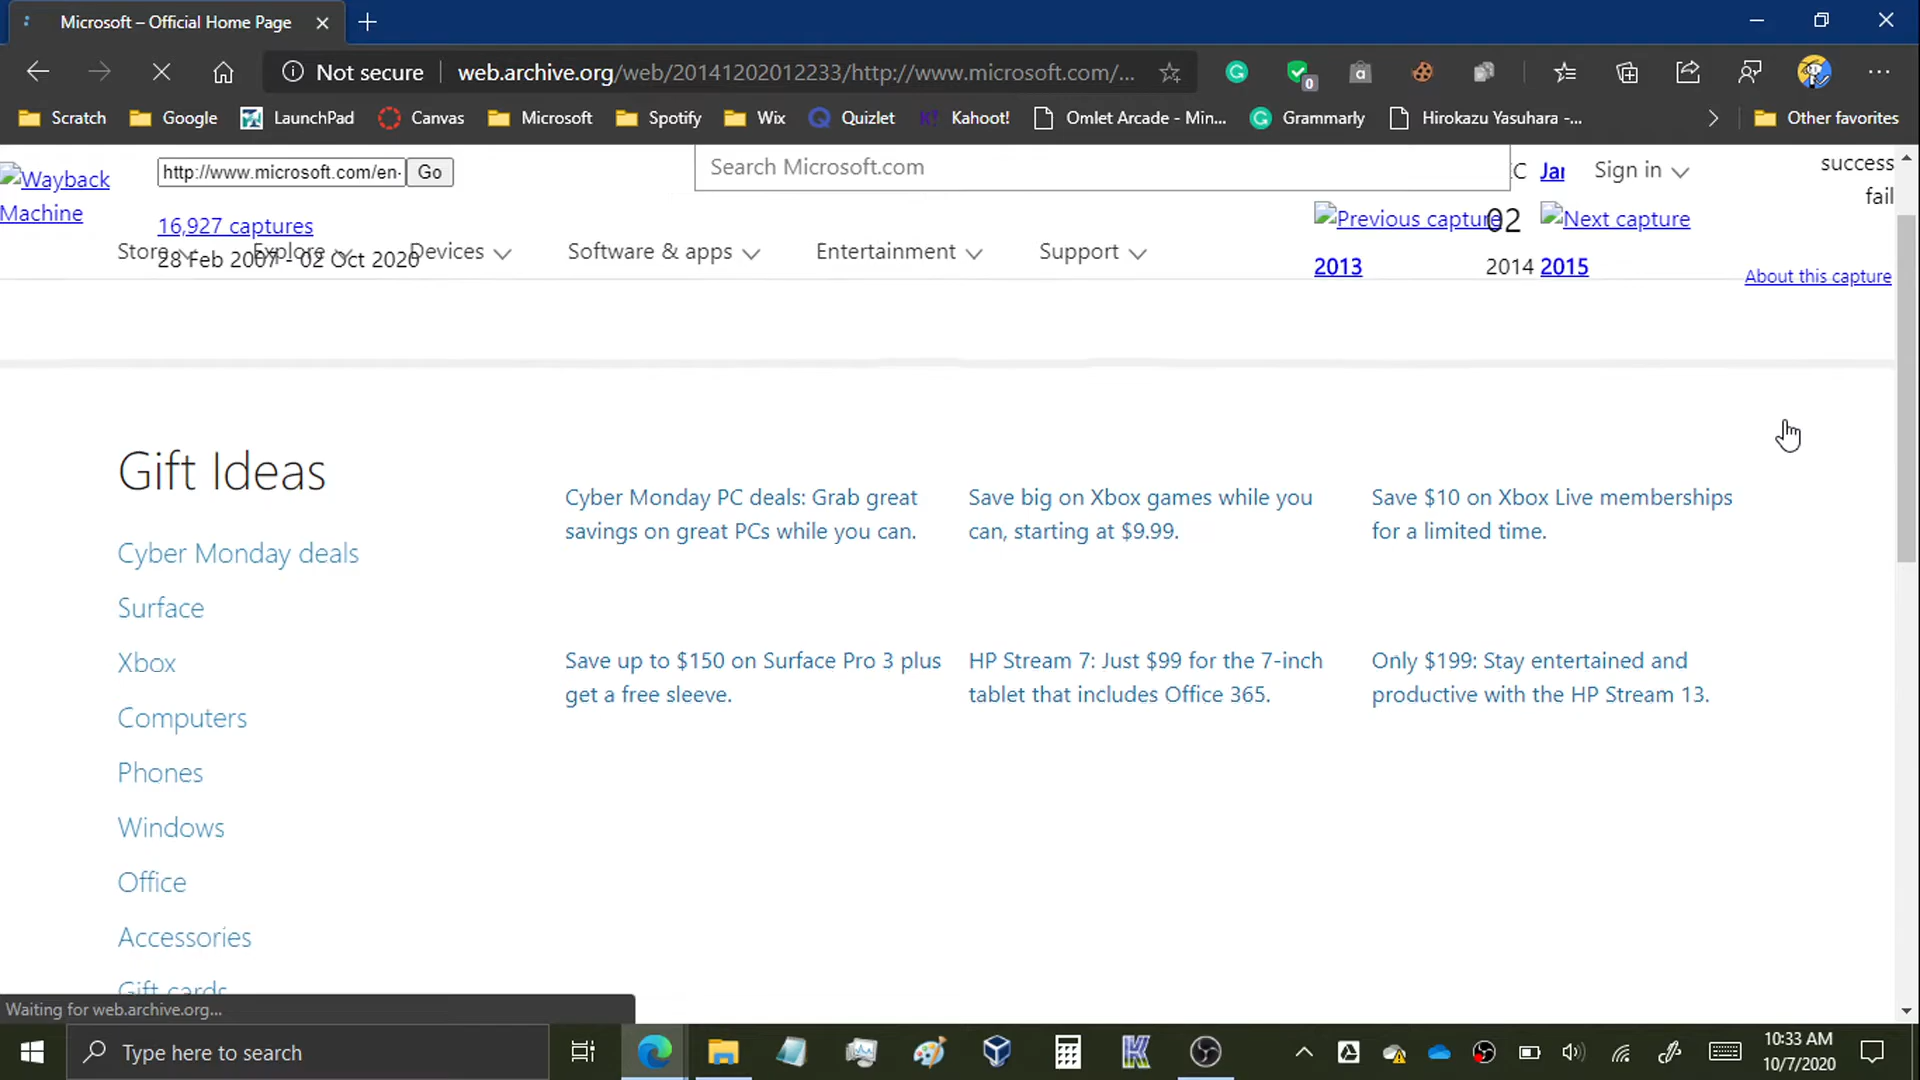 Microsoft – Official Home Page
Not secure
web.archive.org/web/20141202012233/http://www.microsoft.com/...
0
Scratch
Google
LaunchPad
Canvas
Microsoft
Spotify
Wix
Quizlet
Kahoot!
Omlet Arcade - Min...
Grammarly
Hirokazu Yasuhara -...
Other favorites
Wayback
Machine
http://www.microsoft.com/en-
Go
Search Microsoft.com
Jar
Sign in
success
fail
16,927 captures
28 Feb 2007 - 02 Oct 2020
Store
Explore
Devices
Software & apps
Entertainment
Support
Previous capture
02
Next capture
2013
2014
2015
About this capture
Gift Ideas
Cyber Monday deals
Surface
Xbox
Computers
Phones
Windows
Office
Accessories
Gift cards
Cyber Monday PC deals: Grab great
savings on great PCs while you can.
Save big on Xbox games while you
can, starting at $9.99.
Save $10 on Xbox Live memberships
for a limited time.
Save up to $150 on Surface Pro 3 plus
get a free sleeve.
HP Stream 7: Just $99 for the 7-inch
tablet that includes Office 365.
Only $199: Stay entertained and
productive with the HP Stream 13.
Waiting for web.archive.org...
Type here to search
10:33 AM
10/7/2020